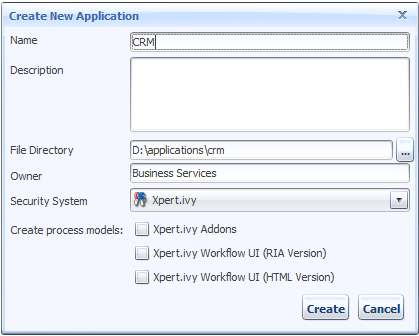 Create New Application
Name
CRM
Description
File Directory
D:\applications\crm
...
Owner
Business Services
Security System
Xpert.ivy
Create process models:
Xpert.ivy Addons
Xpert.ivy Workflow UI (RIA Version)
Xpert.ivy Workflow UI (HTML Version)
Create
Cancel